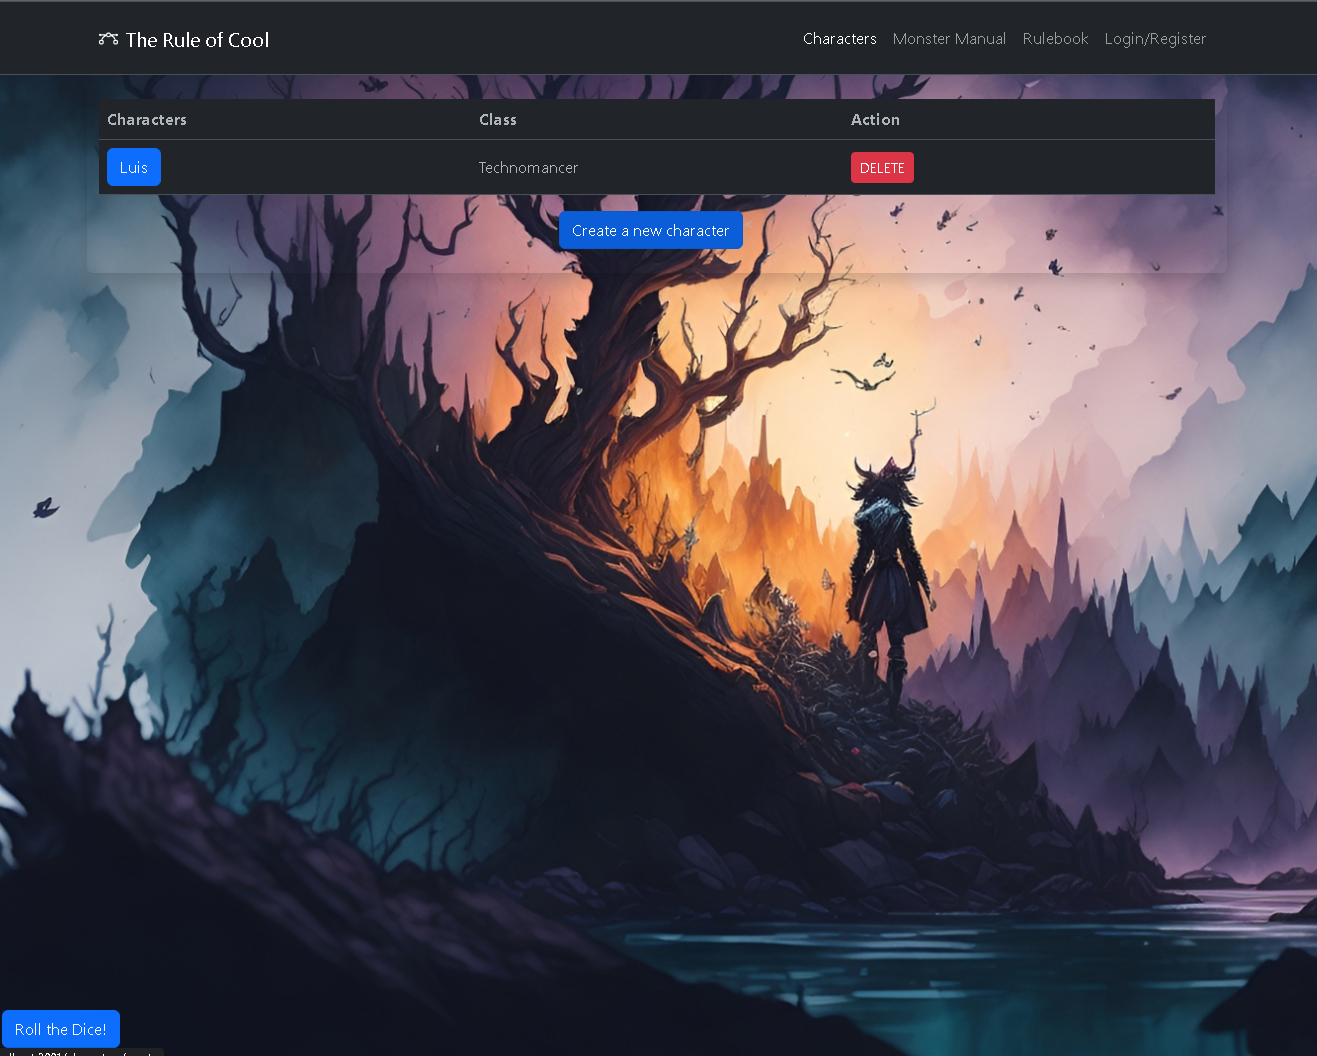 The Rule of Cool
Characters Monster Manual Rulebook Login/Register
Characters Class Action
Luis Technomancer DELETE
Create a new character
Roll the Dice!